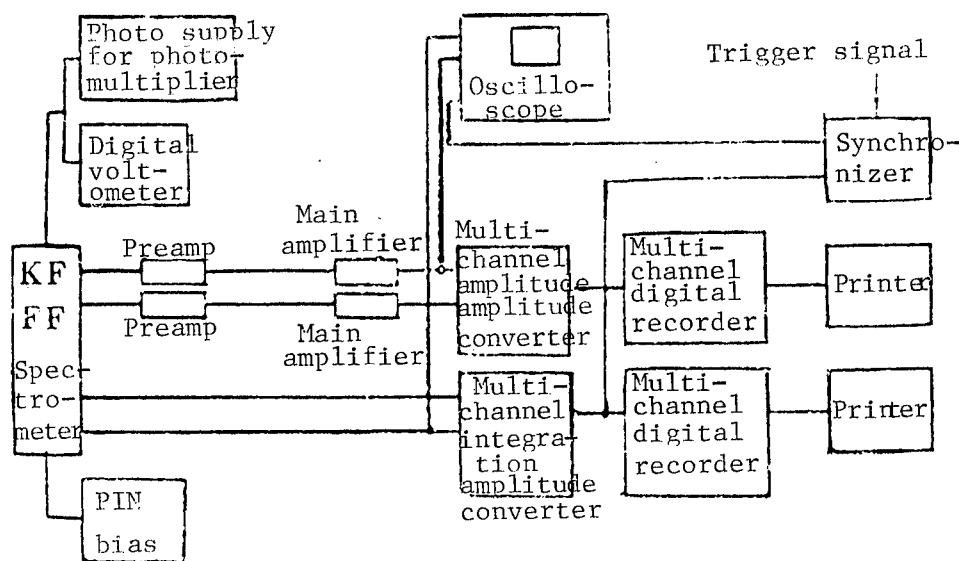 Photo supply
for photo-
multiplier
Digital
volt-
ometer
Oscillo-
scope
Trigger signal
Synchro-
nizer
KF
FF
Spec-
tro-
meter
Preamp
Preamp
Main
amplifier
Main
amplifier
Multi-
channel
amplitude
amplitude
converter
Multi-
channel
digital
recorder
Printer
Multi-
channel
integra-
tion
amplitude
converter
Multi-
channel
digital
recorder
Printer
PIN
bias